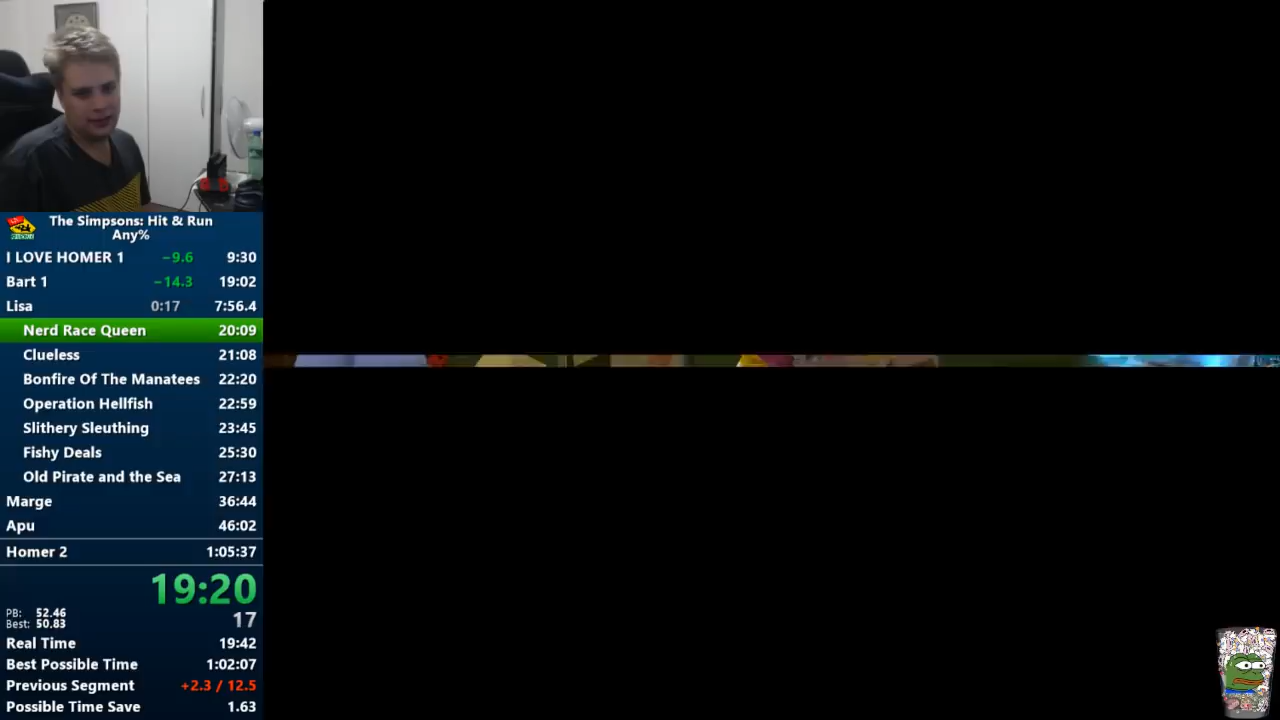 The Simpsons: Hit & Run
Any%
I LOVE HOMER 1 −9.6 9:30
Bart 1 −14.3 19:02
Lisa 0:17 7:56.4
Nerd Race Queen 20:09
Clueless 21:08
Bonfire Of The Manatees 22:20
Operation Hellfish 22:59
Slithery Sleuthing 23:45
Fishy Deals 25:30
Old Pirate and the Sea 27:13
Marge 36:44
Apu 46:02
Homer 2 1:05:37
19:20
PB: 52.46
Best: 50.83
17
Real Time 19:42
Best Possible Time 1:02:07
Previous Segment +2.3 / 12.5
Possible Time Save 1.63